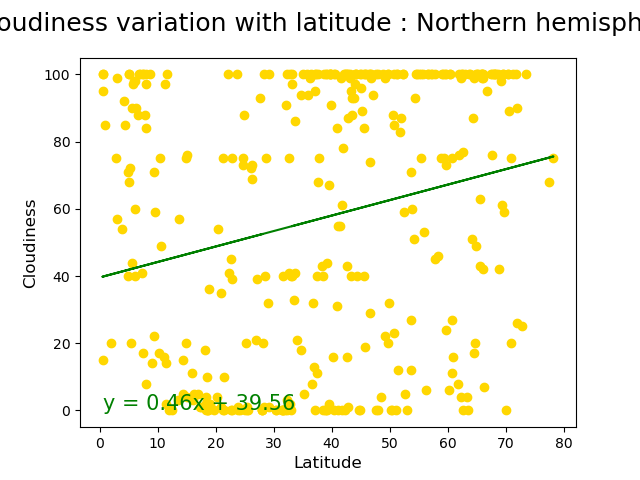 oudiness variation with latitude : Northern hemisph
100
80
60
40
20
0
Cloudiness
y = 0.46x + 39.56
0 10 20 30 40 50 60 70 80
Latitude